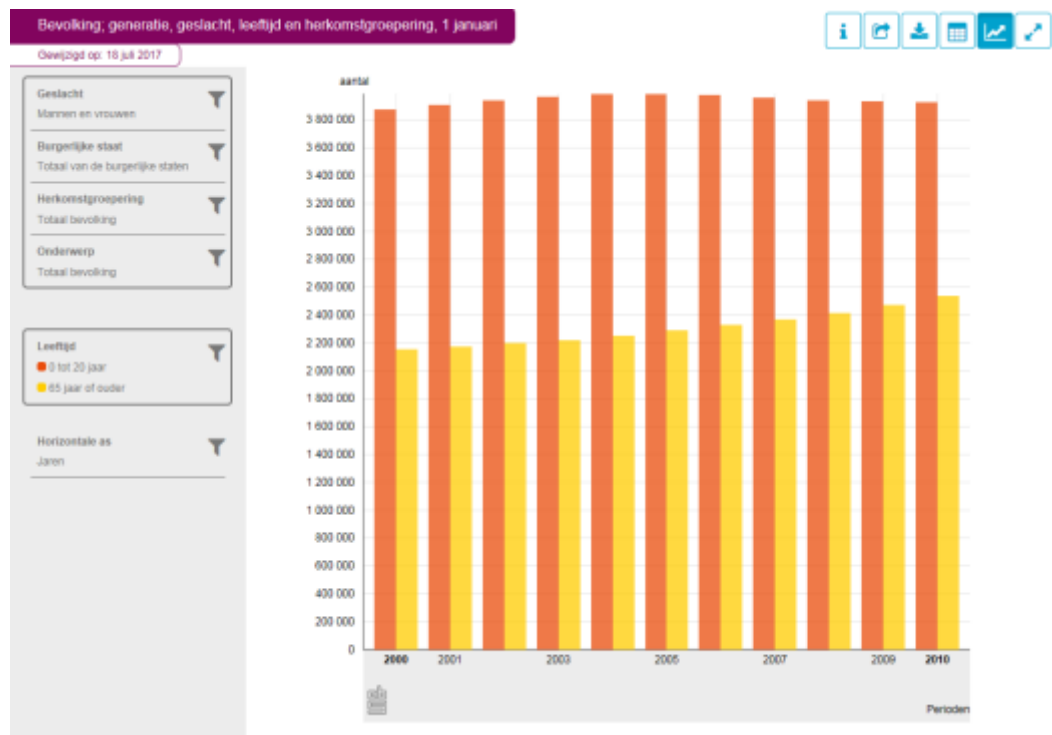 Bevolking; generatie, geslacht, leeftijd en herkomstgroepering, 1 januari
Gewijzigd op: 18 juli 2017
Geslacht
Mannen en vrouwen
Burgerlijke staat
Totaal van de burgerlijke staten
Herkomstgroepering
Totaal bevolking
Onderwerp
Totaal bevolking
Leeftijd
0 tot 20 jaar
65 jaar of ouder
Horizontale as
Jaren
aantal
3 800 000
3 600 000
3 400 000
3 200 000
3 000 000
2 800 000
2 600 000
2 400 000
2 200 000
2 000 000
1 800 000
1 600 000
1 400 000
1 200 000
1 000 000
800 000
600 000
400 000
200 000
0
2000 2001 2003 2005 2007 2009 2010
Perioden